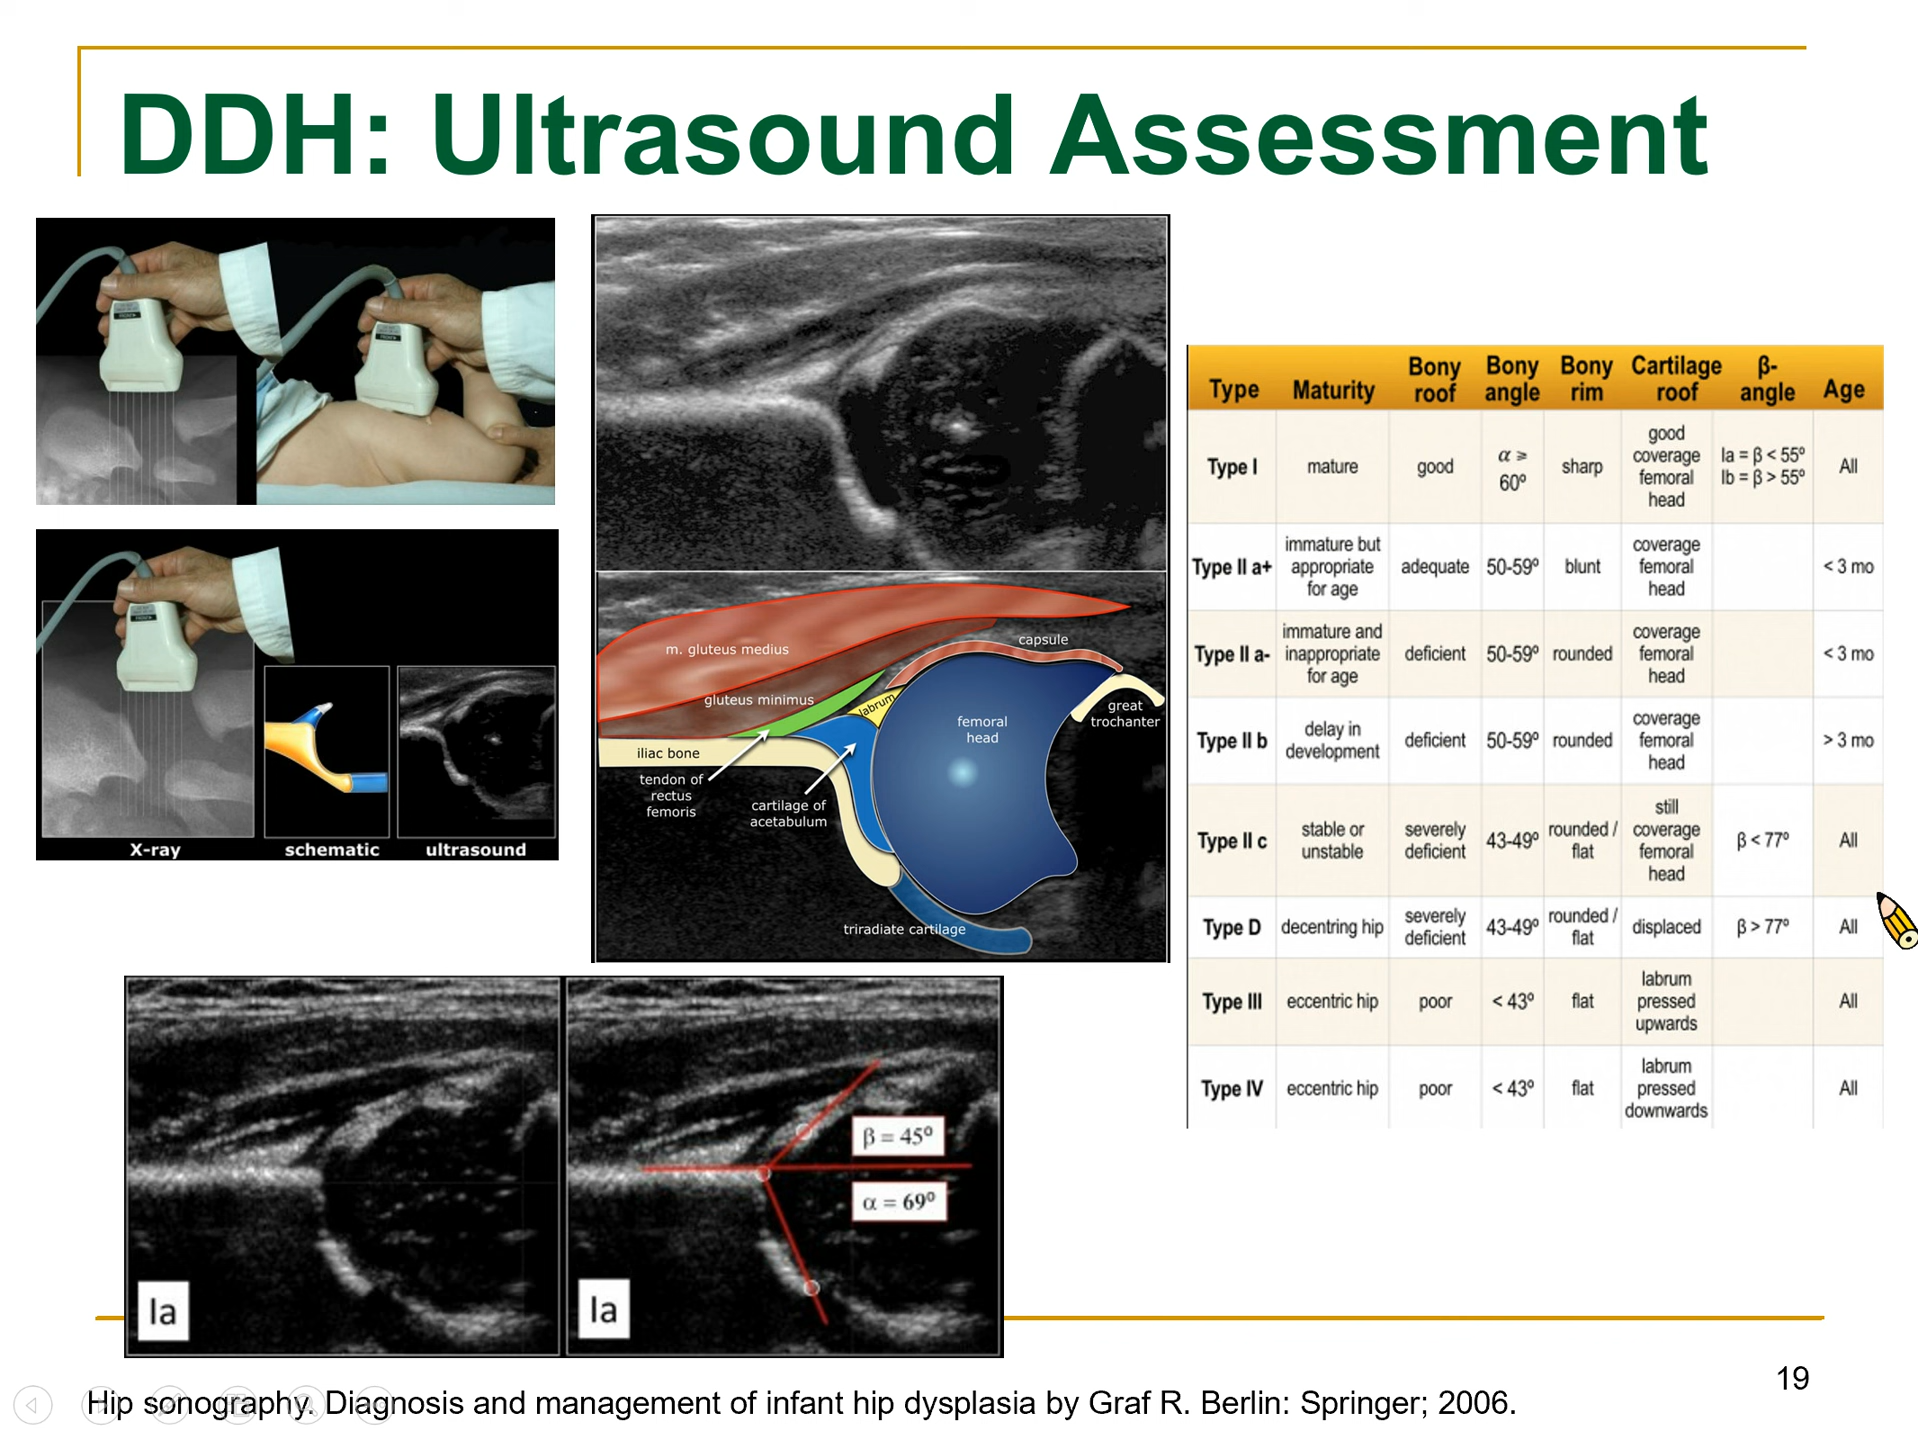 DDH: Ultrasound Assessment
X-ray
schematic
ultrasound
m. gluteus medius
gluteus minimus
capsule
labrum
femoral
head
great
trochanter
iliac bone
tendon of
rectus
femoris
cartilage of
acetabulum
triradiate cartilage
Type Maturity Bony roof Bony angle Bony rim Cartilage roof β-angle Age
Type I mature good α ≥ 60º sharp good coverage femoral head Ia = β < 55º Ib = β > 55º All
Type II a+ immature but appropriate for age adequate 50-59º blunt coverage femoral head < 3 mo
Type II a- immature and inappropriate for age deficient 50-59º rounded coverage femoral head < 3 mo
Type II b delay in development deficient 50-59º rounded coverage femoral head > 3 mo
Type II c stable or unstable severely deficient 43-49º rounded / flat still coverage femoral head β < 77º All
Type D decentring hip severely deficient 43-49º rounded / flat displaced β > 77º All
Type III eccentric hip poor < 43º flat labrum pressed upwards All
Type IV eccentric hip poor < 43º flat labrum pressed downwards All
β = 45º
α = 69º
Ia
Ia
Hip sonography. Diagnosis and management of infant hip dysplasia by Graf R. Berlin: Springer; 2006.
19